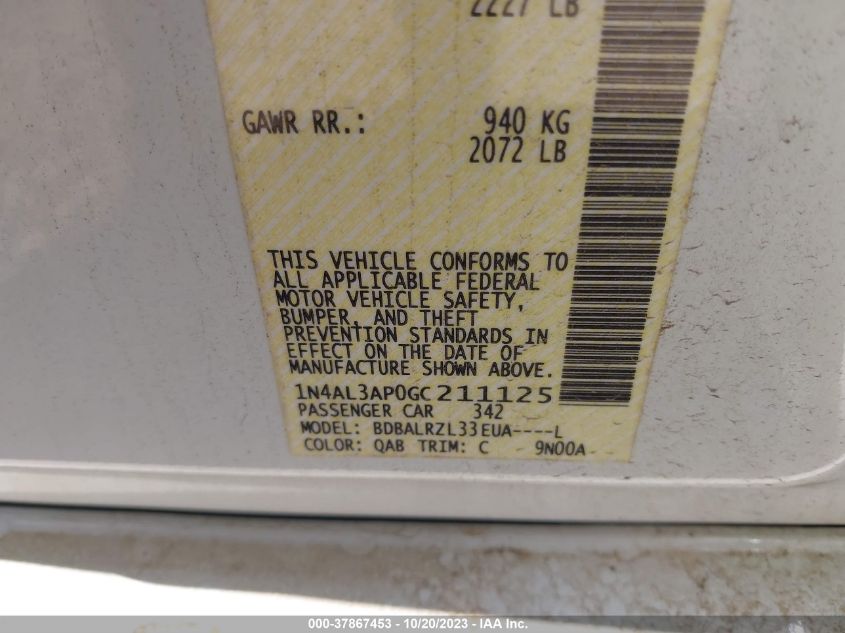 2227 LB
GAWR RR.: 940 KG
2072 LB
THIS VEHICLE CONFORMS TO
ALL APPLICABLE FEDERAL
MOTOR VEHICLE SAFETY,
BUMPER, AND THEFT
PREVENTION STANDARDS IN
EFFECT ON THE DATE OF
MANUFACTURE SHOWN ABOVE.
1N4AL3AP0GC211125
PASSENGER CAR 342
MODEL: BDBALRZL33EUA----L
COLOR: QAB TRIM: C 9N00A
000-37867453 - 10/20/2023 - IAA Inc.